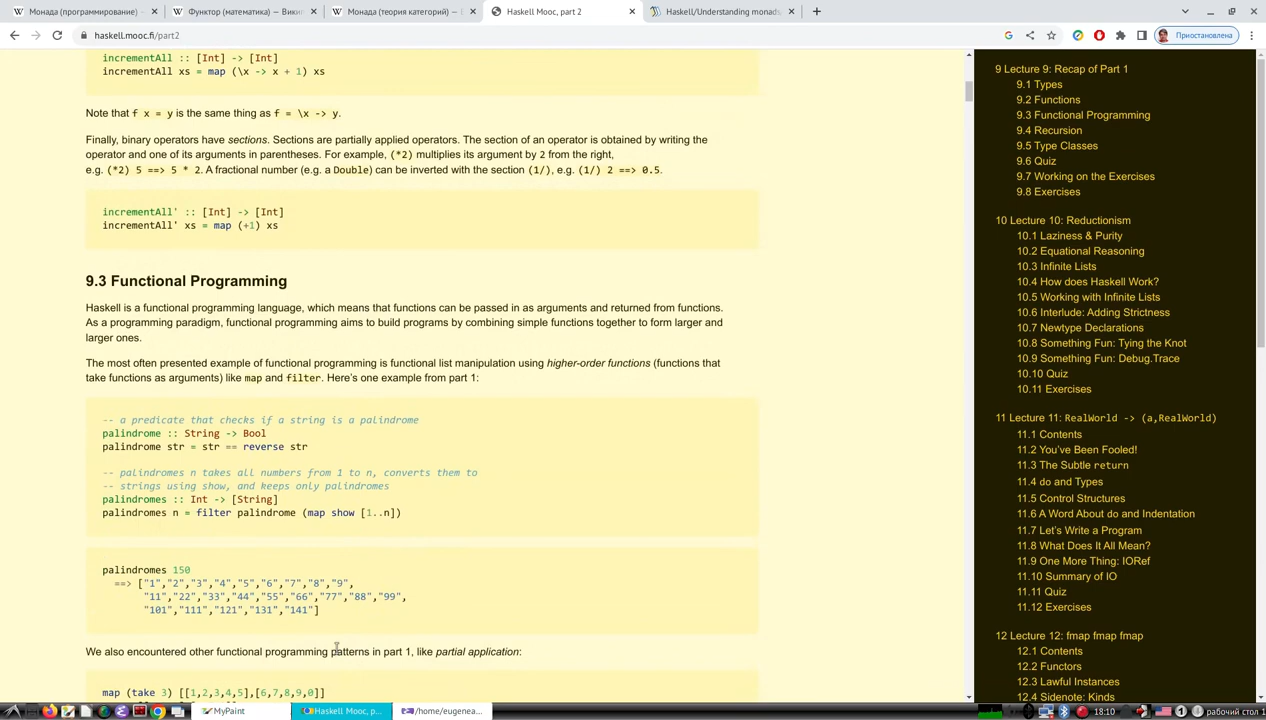 Монада (программирование) —
Функтор (математика) — Вики
Монада (теория категорий) — В
Haskell Mooc, part 2
Haskell/Understanding monads
haskell.mooc.fi/part2
Приостановлена
incrementAll :: [Int] -> [Int]
incrementAll xs = map (\x -> x + 1) xs
Note that f x = y is the same thing as f = \x -> y.
Finally, binary operators have sections. Sections are partially applied operators. The section of an operator is obtained by writing the
operator and one of its arguments in parentheses. For example, (*2) multiplies its argument by 2 from the right,
e.g. (*2) 5 ==> 5 * 2. A fractional number (e.g. a Double) can be inverted with the section (1/), e.g. (1/) 2 ==> 0.5.
incrementAll' :: [Int] -> [Int]
incrementAll' xs = map (+1) xs
9.3 Functional Programming
Haskell is a functional programming language, which means that functions can be passed in as arguments and returned from functions.
As a programming paradigm, functional programming aims to build programs by combining simple functions together to form larger and
larger ones.
The most often presented example of functional programming is functional list manipulation using higher-order functions (functions that
take functions as arguments) like map and filter. Here's one example from part 1:
-- a predicate that checks if a string is a palindrome
palindrome :: String -> Bool
palindrome str = str == reverse str
-- palindromes n takes all numbers from 1 to n, converts them to
-- strings using show, and keeps only palindromes
palindromes :: Int -> [String]
palindromes n = filter palindrome (map show [1..n])
palindromes 150
==> ["1","2","3","4","5","6","7","8","9",
"11","22","33","44","55","66","77","88","99",
"101","111","121","131","141"]
We also encountered other functional programming patterns in part 1, like partial application:
map (take 3) [[1,2,3,4,5],[6,7,8,9,0]]
9 Lecture 9: Recap of Part 1
9.1 Types
9.2 Functions
9.3 Functional Programming
9.4 Recursion
9.5 Type Classes
9.6 Quiz
9.7 Working on the Exercises
9.8 Exercises
10 Lecture 10: Reductionism
10.1 Laziness & Purity
10.2 Equational Reasoning
10.3 Infinite Lists
10.4 How does Haskell Work?
10.5 Working with Infinite Lists
10.6 Interlude: Adding Strictness
10.7 Newtype Declarations
10.8 Something Fun: Tying the Knot
10.9 Something Fun: Debug.Trace
10.10 Quiz
10.11 Exercises
11 Lecture 11: RealWorld -> (a,RealWorld)
11.1 Contents
11.2 You've Been Fooled!
11.3 The Subtle return
11.4 do and Types
11.5 Control Structures
11.6 A Word About do and Indentation
11.7 Let's Write a Program
11.8 What Does It All Mean?
11.9 One More Thing: IORef
11.10 Summary of IO
11.11 Quiz
11.12 Exercises
12 Lecture 12: fmap fmap fmap
12.1 Contents
12.2 Functors
12.3 Lawful Instances
12.4 Sidenote: Kinds
MyPaint
Haskell Mooc, p...
/home/eugenea...
18:10
рабочий стол 1